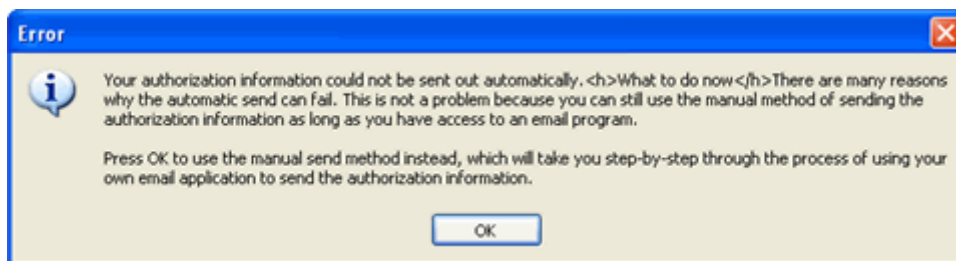 Error
Your authorization information could not be sent out automatically.<h>What to do now</h>There are many reasons
why the automatic send can fail. This is not a problem because you can still use the manual method of sending the
authorization information as long as you have access to an email program.
Press OK to use the manual send method instead, which will take you step-by-step through the process of using your
own email application to send the authorization information.
OK